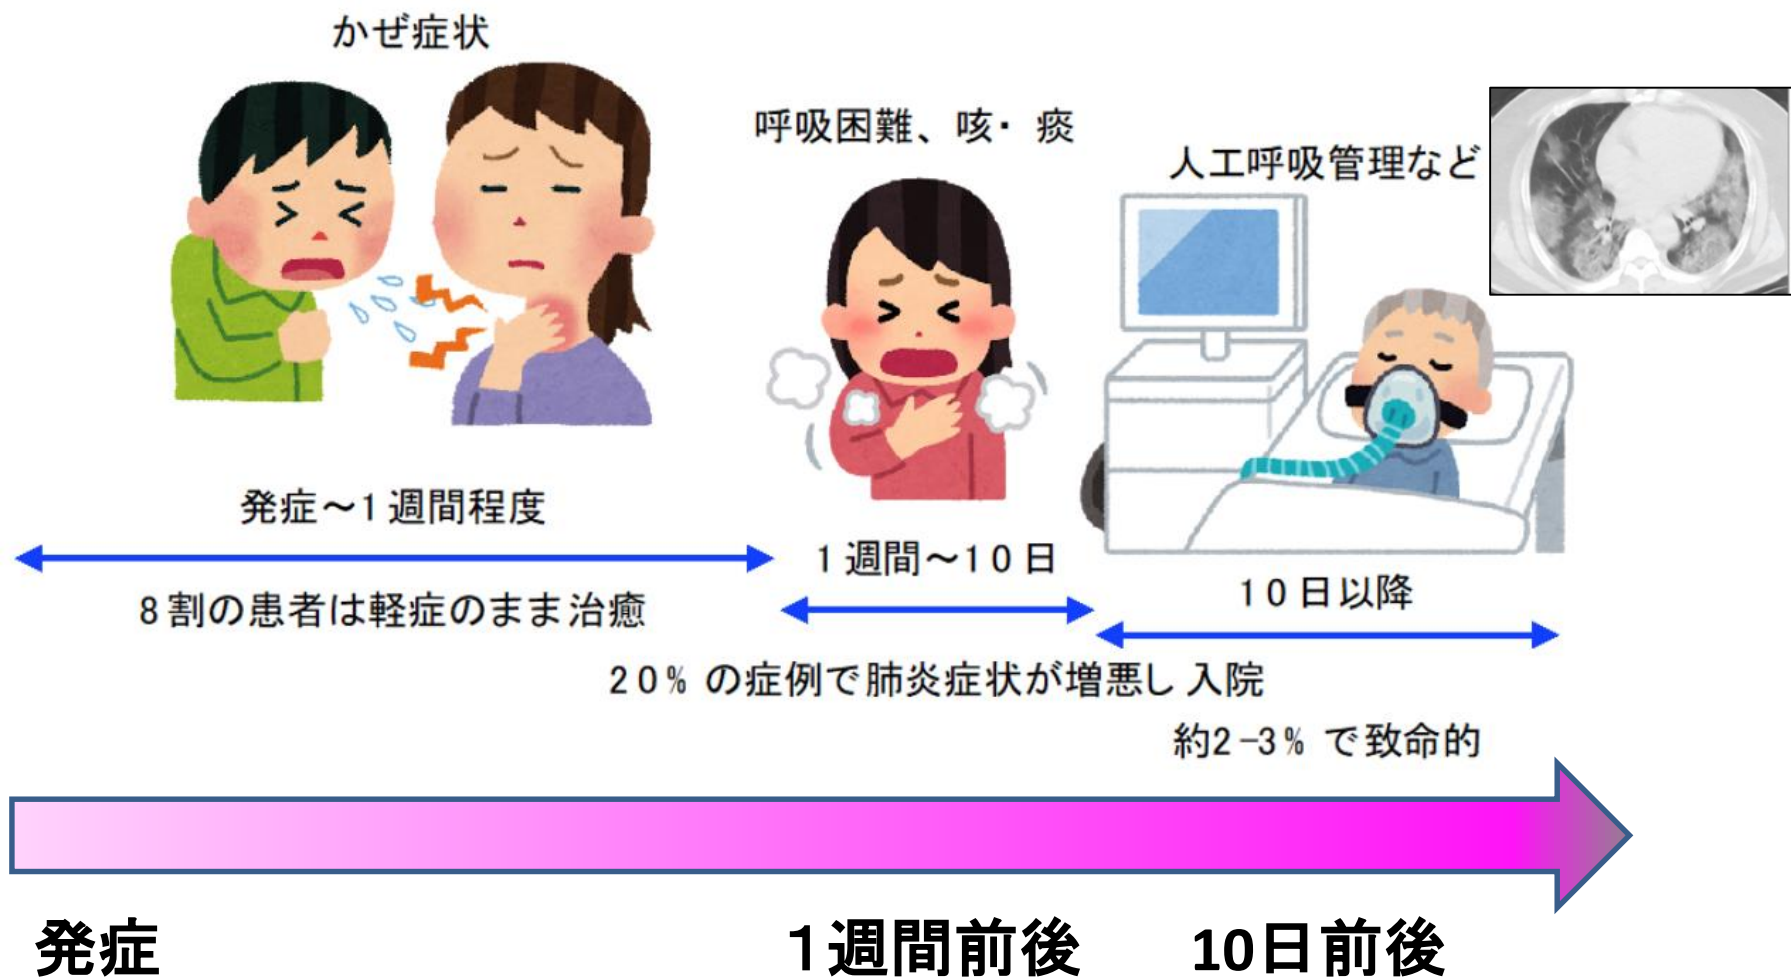 かぜ症状
呼吸困難、咳・痰
人工呼吸管理など
発症～1週間程度
1週間～10日
10日以降
8割の患者は軽症のまま治癒
20% の症例で肺炎症状が増悪し入院
約2-3% で致命的
発症
1週間前後
10日前後